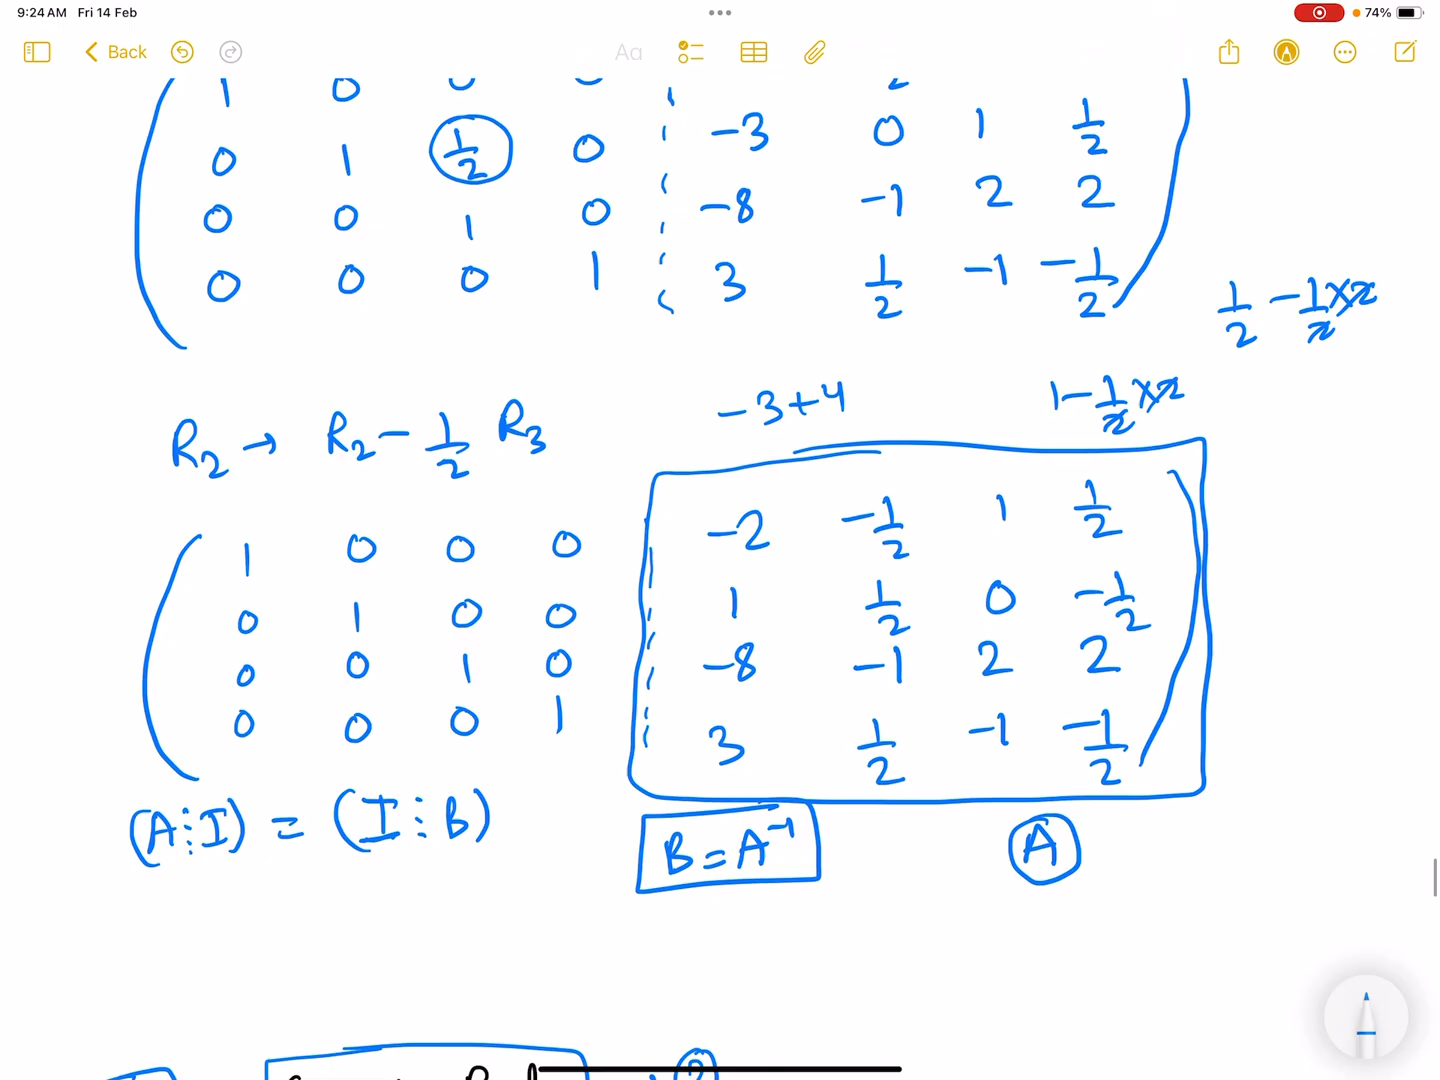 9:24 AM Fri 14 Feb 74%
Back Aa
1 0
0 1 1/2 0 -3 0 1 1/2
0 0 1 0 -8 -1 2 2
0 0 0 1 3 1/2 -1 -1/2
1/2 - 1/2 x 2
-3+4 1 - 1/2 x 2
R2 → R2 - 1/2 R3
1 0 0 0 -2 -1/2 1 1/2
0 1 0 0 1 1/2 0 -1/2
0 0 1 0 -8 -1 2 2
0 0 0 1 3 1/2 -1 -1/2
(A⋮I) = (I⋮B) B = A⁻¹ A